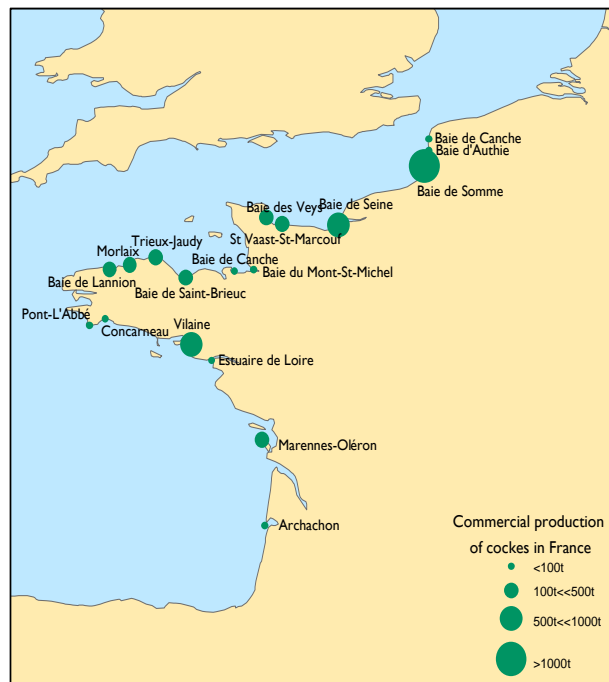 Baie de Canche
Baie d'Authie
Baie de Somme
Baie des Veys
Baie de Seine
St Vaast-St-Marcouf
Trieux-Jaudy
Morlaix
Baie de Canche
Baie du Mont-St-Michel
Baie de Lannion
Baie de Saint-Brieuc
Pont-L'Abbé
Concarneau
Vilaine
Estuaire de Loire
Marennes-Oléron
Archachon
Commercial production
of cockes in France
<100t
100t<<500t
500t<<1000t
>1000t